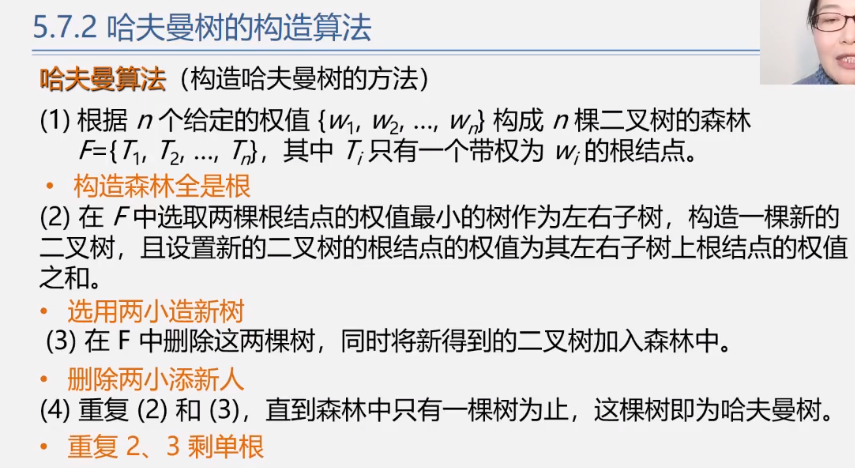 5.7.2 哈夫曼树的构造算法
哈夫曼算法（构造哈夫曼树的方法）
(1) 根据 n 个给定的权值 {w₁, w₂, …, wₙ} 构成 n 棵二叉树的森林
F={T₁, T₂, …, Tₙ}，其中 Tᵢ 只有一个带权为 wᵢ 的根结点。
• 构造森林全是根
(2) 在 F 中选取两棵根结点的权值最小的树作为左右子树，构造一棵新的
二叉树，且设置新的二叉树的根结点的权值为其左右子树上根结点的权值
之和。
• 选用两小造新树
(3) 在 F 中删除这两棵树，同时将新得到的二叉树加入森林中。
• 删除两小添新人
(4) 重复 (2) 和 (3)，直到森林中只有一棵树为止，这棵树即为哈夫曼树。
• 重复 2、3 剩单根